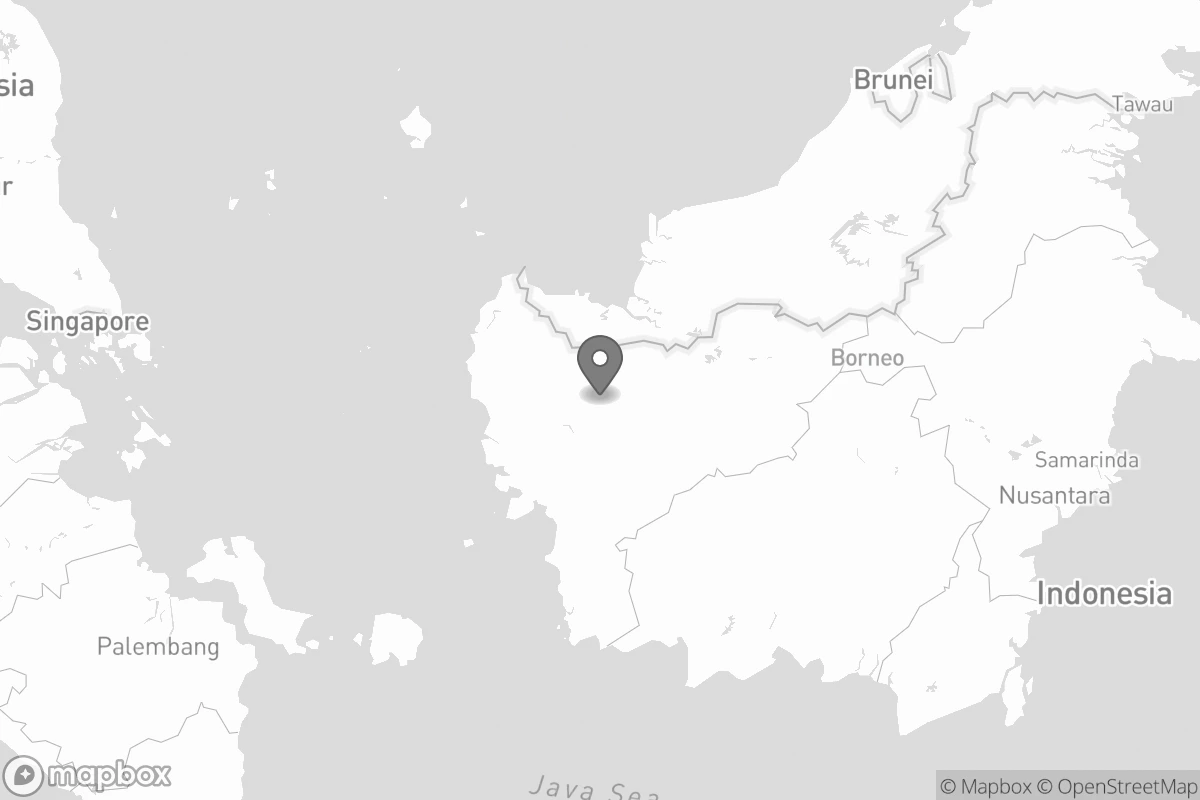 Brunei
sia
Tawau
r
Singapore
Borneo
Samarinda
Nusantara
Indonesia
Palembang
mapbox
Java Sea
© Mapbox © OpenStreetMap